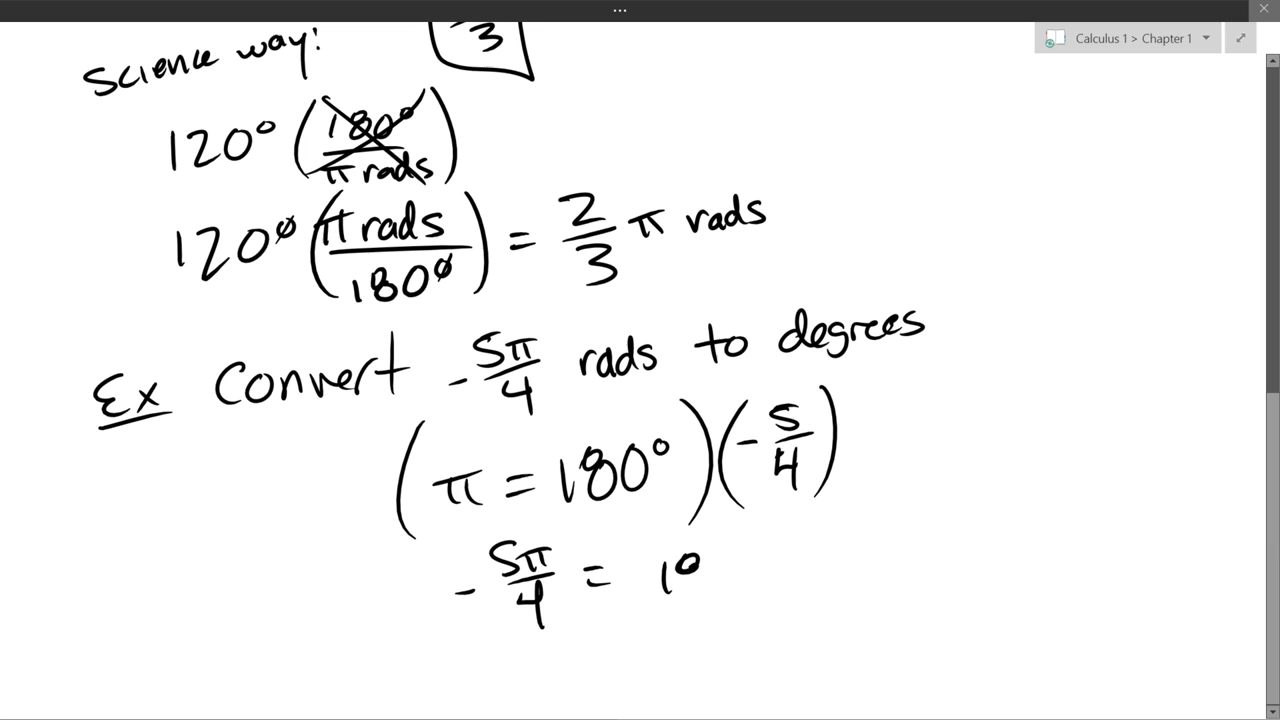 ...
Calculus 1 > Chapter 1
Science way:
3
120° (180° / π rads)
120° (π rads / 180°) = 2/3 π rads
Ex Convert -5π/4 rads to degrees
(π = 180°)(-5/4)
-5π/4 =